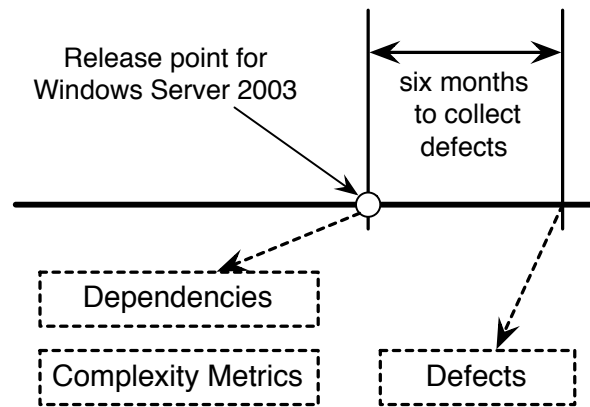 Release point for
Windows Server 2003
six months
to collect
defects
Dependencies
Complexity Metrics
Defects